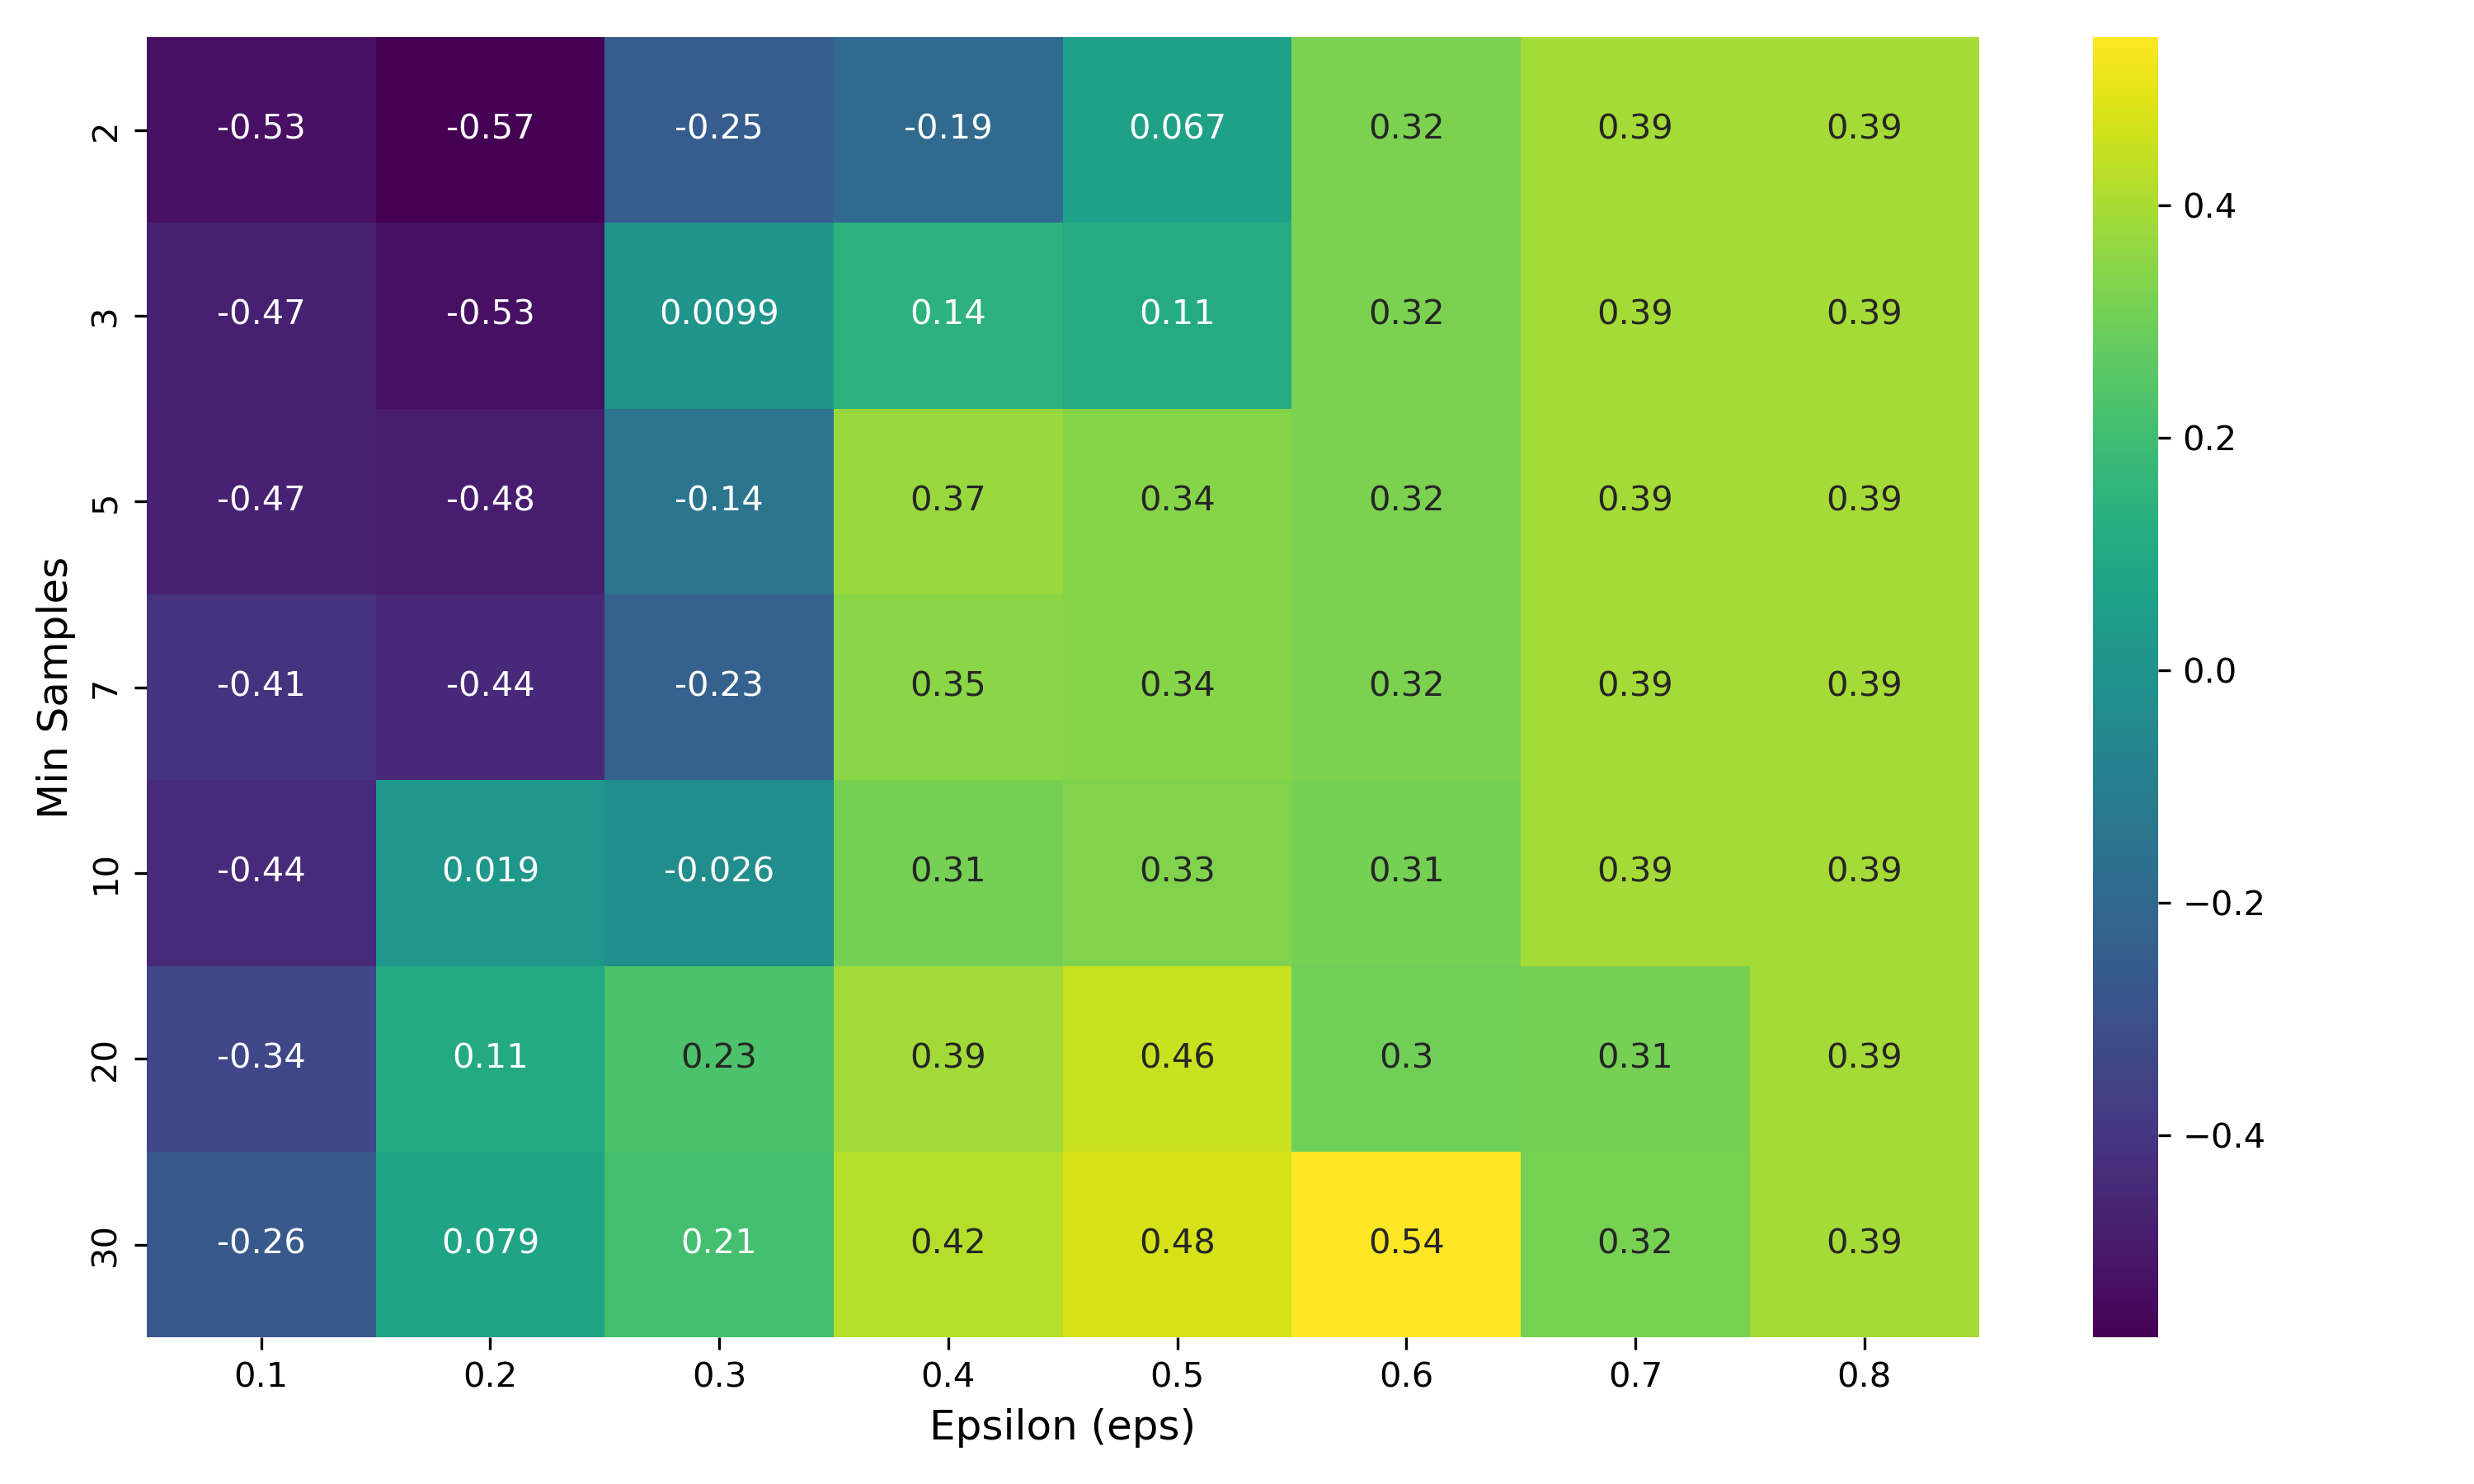 2 -0.53 -0.57 -0.25 -0.19 0.067 0.32 0.39 0.39
3 -0.47 -0.53 0.0099 0.14 0.11 0.32 0.39 0.39
5 -0.47 -0.48 -0.14 0.37 0.34 0.32 0.39 0.39
7 -0.41 -0.44 -0.23 0.35 0.34 0.32 0.39 0.39
10 -0.44 0.019 -0.026 0.31 0.33 0.31 0.39 0.39
20 -0.34 0.11 0.23 0.39 0.46 0.3 0.31 0.39
30 -0.26 0.079 0.21 0.42 0.48 0.54 0.32 0.39
0.1 0.2 0.3 0.4 0.5 0.6 0.7 0.8
Epsilon (eps)
Min Samples
0.4
0.2
0.0
−0.2
−0.4